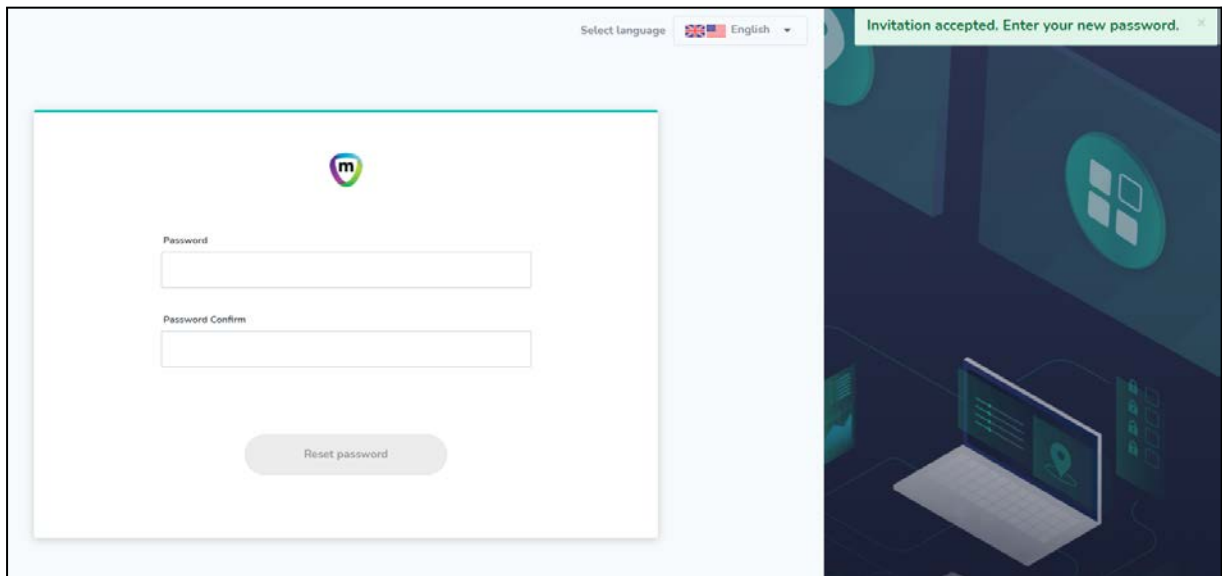 Select language
English
Invitation accepted. Enter your new password.
×
m
Password
Password Confirm
Reset password